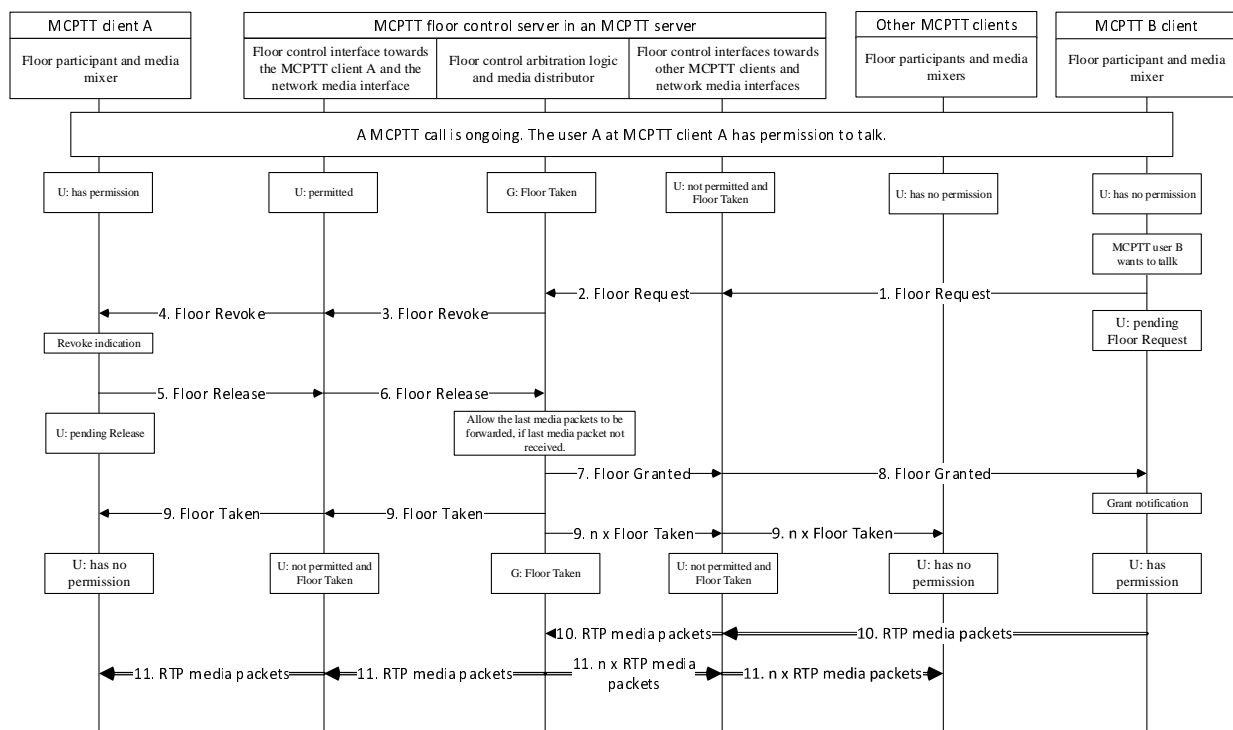 MCPTT client A
MCPTT floor control server in an MCPTT server
Other MCPTT clients
MCPTT B client
Floor participant and media
mixer
Floor control interface towards
the MCPTT client A and the
network media interface
Floor control arbitration logic
and media distributor
Floor control interfaces towards
other MCPTT clients and
network media interfaces
Floor participants and media
mixers
Floor participant and media
mixer
A MCPTT call is ongoing. The user A at MCPTT client A has permission to talk.
U: has permission
U: permitted
G: Floor Taken
U: not permitted and
Floor Taken
U: has no permission
U: has no permission
MCPTT user B
wants to tallk
2. Floor Request
1. Floor Request
4. Floor Revoke
3. Floor Revoke
U: pending
Floor Request
Revoke indication
5. Floor Release
6. Floor Release
U: pending Release
Allow the last media packets to be
forwarded, if last media packet not
received.
7. Floor Granted
8. Floor Granted
Grant notification
9. Floor Taken
9. Floor Taken
9. n x Floor Taken
9. n x Floor Taken
U: has no
permission
U: not permitted and
Floor Taken
G: Floor Taken
U: not permitted and
Floor Taken
U: has no
permission
U: has
permission
10. RTP media packets
10. RTP media packets
11. RTP media packets
11. RTP media packets
11. n x RTP media
packets
11. n x RTP media packets